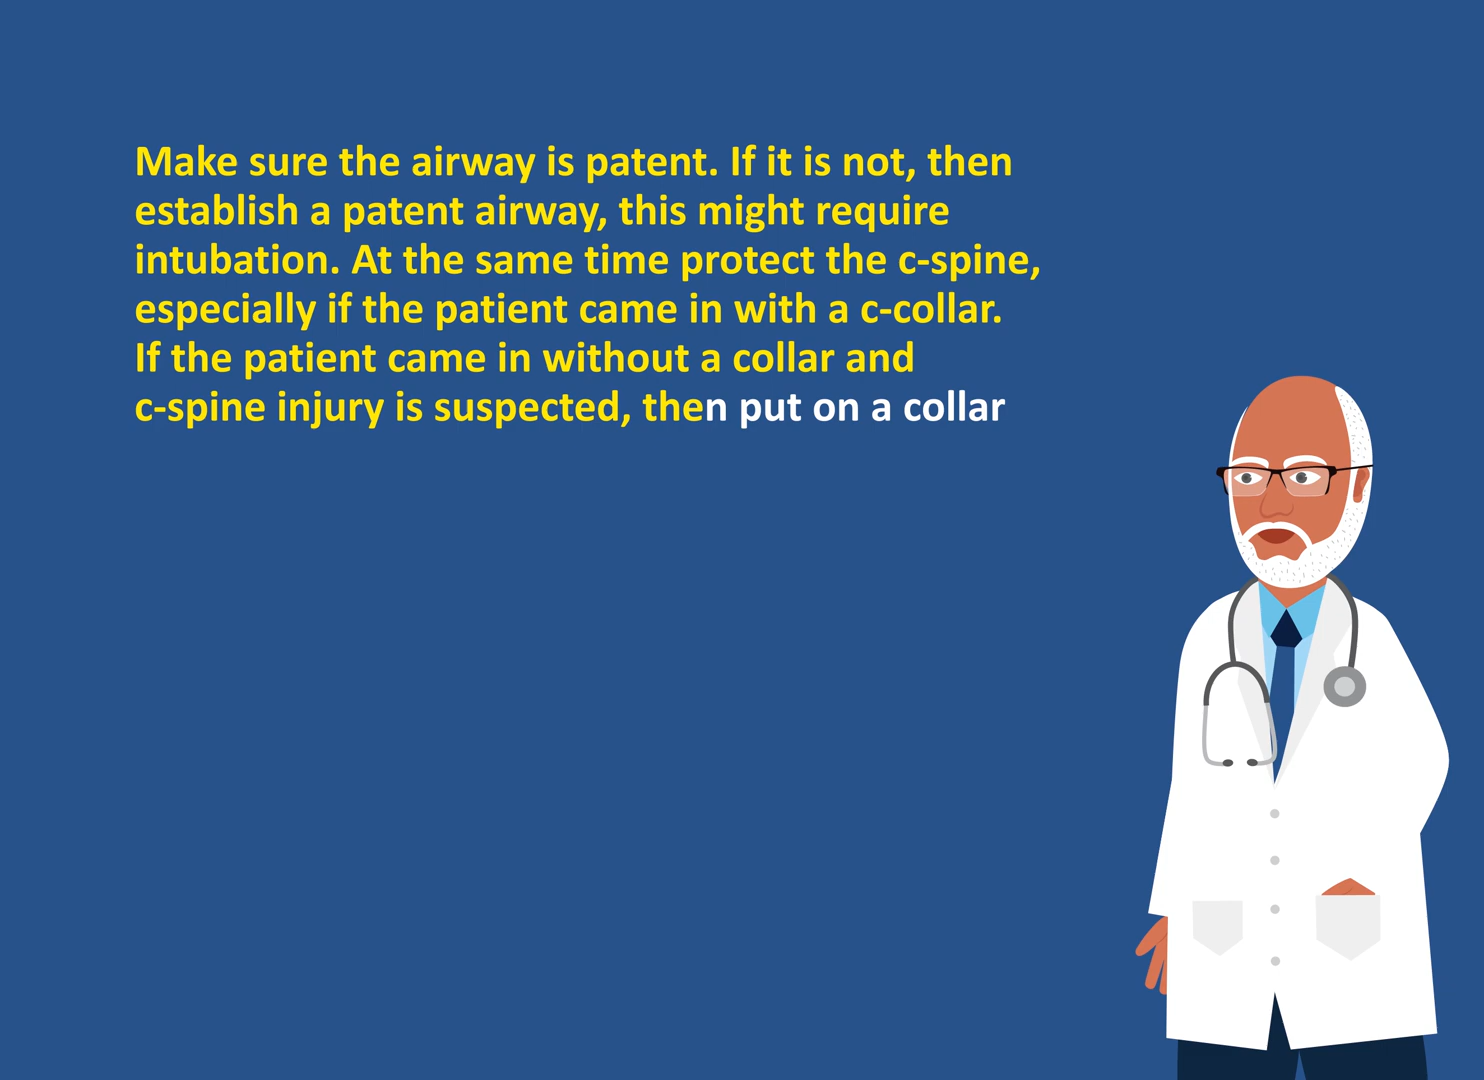 Make sure the airway is patent. If it is not, then
establish a patent airway, this might require
intubation. At the same time protect the c-spine,
especially if the patient came in with a c-collar.
If the patient came in without a collar and
c-spine injury is suspected, then put on a collar